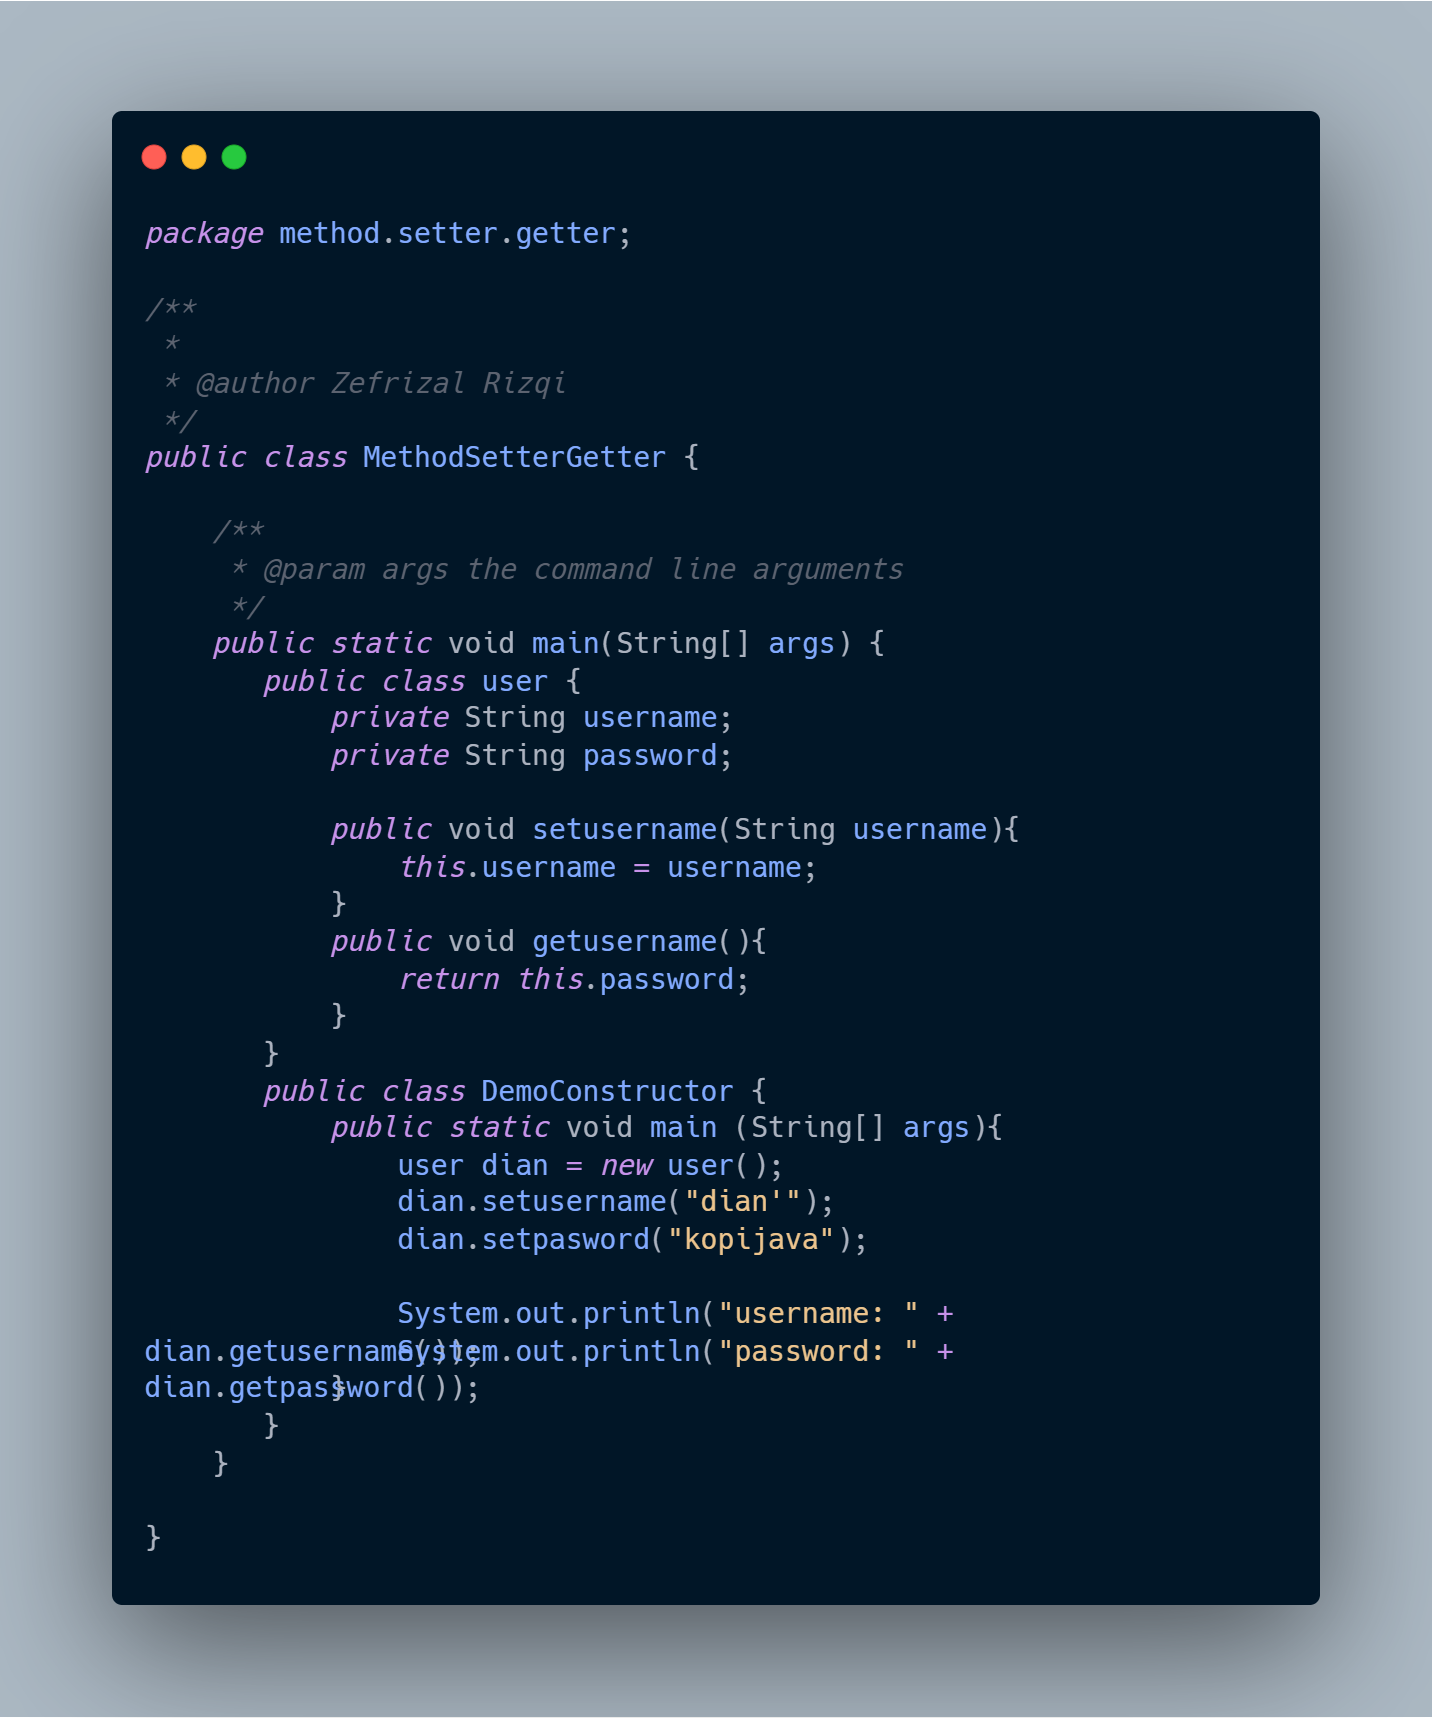 package method.setter.getter;

/**
 *
 * @author Zefrizal Rizqi
 */
public class MethodSetterGetter {

    /**
     * @param args the command line arguments
     */
    public static void main(String[] args) {
       public class user {
           private String username;
           private String password;

           public void setusername(String username){
               this.username = username;
           }
           public void getusername(){
               return this.password;
           }
       }
       public class DemoConstructor {
           public static void main (String[] args){
               user dian = new user();
               dian.setusername("dian'");
               dian.setpasword("kopijava");

               System.out.println("username: " +
dian.getusername());
               System.out.println("password: " +
dian.getpassword());
           }
       }
    }

}